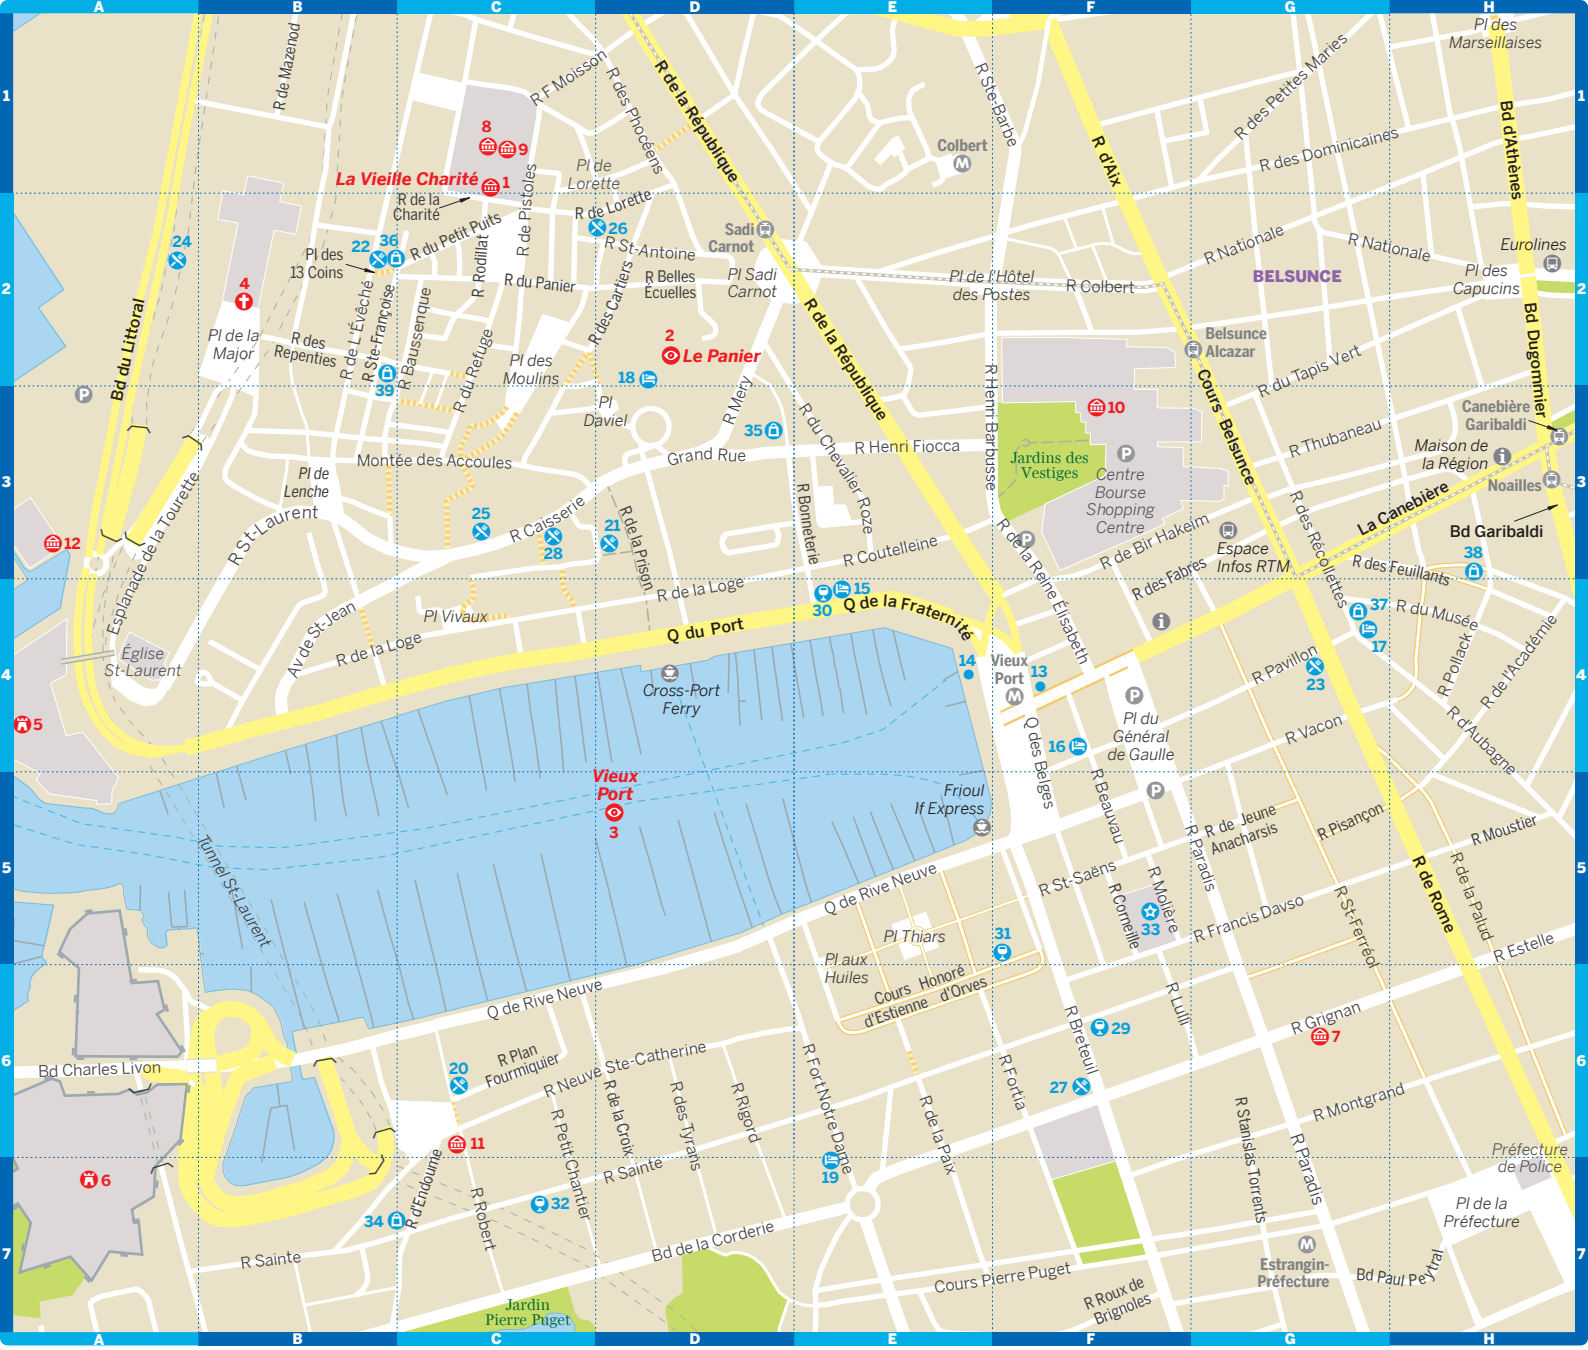 A B C D E F G H
1
2
3
4
5
6
7
Pl des
Marseillaises
R de Mazenod
R F Moisson
R des Phocéens
R de la République
R Ste-Barbe
R d'Aix
R des Petites Maries
R des Dominicaines
Bd d'Athènes
8
9
La Vieille Charité 1
Pl de
Lorette
Colbert
M
R de la
Charité
R de Pistoles
R de Lorette
26
R du Petit Puits
R St-Antoine
Sadi
Carnot
R Nationale
R Nationale
Eurolines
24
22
36
Pl des
13 Coins
R Rodillat
R du Panier
R des Cartiers
R Belles
Écuelles
Pl Sadi
Carnot
Pl de l'Hôtel
des Postes
R Colbert
BELSUNCE
Pl des
Capucins
4
Bd du Littoral
Pl de la
Major
R des
Repenties
R de L'Évêché
R Ste-Françoise
R Baussenque
R du Refuge
Pl des
Moulins
2
Le Panier
R de la République
Belsunce
Alcazar
Bd Dugommier
R du Tapis Vert
39
18
P
Pl
Daviel
R Mery
35
R du Chevalier Roze
R Henri Fiocca
R Henri Barbusse
10
Cours Belsunce
R Thubaneau
Canebière
Garibaldi
Maison de
la Région
i
Noailles
Grand Rue
Montée des Accoules
Pl de
Lenche
Jardins des
Vestiges
P
Centre
Bourse
Shopping
Centre
R St-Laurent
Esplanade de la Tourette
12
25
R Caisserie
28
21
R de la Prison
R Bonneterie
R Coutelleine
R de la Reine Élisabeth
P
R de Bir Hakeim
Espace
Infos RTM
R des Récollettes
La Canebière
Bd Garibaldi
38
R des Feuillants
R des Fabres
R de la Loge
30
15
Q de la Fraternité
37
R du Musée
17
i
Pl Vivaux
Av de St-Jean
R de la Loge
Q du Port
Église
St-Laurent
Cross-Port
Ferry
14
Vieux
Port
M
13
P
R Pavillon
23
R Pollack
R de l'Académie
5
Pl du
Général
de Gaulle
16
Q des Belges
R Vacon
R d'Aubagne
Vieux
Port
3
Frioul
If Express
R Beauvau
P
R Paradis
R de Jeune
Anacharsis
R Pisançon
R Moustier
Tunnel St-Laurent
Q de Rive Neuve
R St-Saëns
R Corneille
R Molière
33
R Francis Davso
R St-Ferréol
R de Rome
R de la Palud
R Estelle
Pl Thiars
31
Pl aux
Huiles
Cours Honoré
d'Estienne d'Orves
Q de Rive Neuve
R Breteuil
R Lulli
29
R Grignan
7
Bd Charles Livon
20
R Plan
Fourmiquier
R Neuve Ste-Catherine
R Fort Notre Dame
R Fortia
27
R Montgrand
11
R Petit Chantier
R de la Croix
R des Tyrans
R Rigord
R de la Paix
R Stanislas Torrents
R Paradis
Préfecture
de Police
6
R d'Endoume
R Robert
R Sainte
19
32
34
Pl de la
Préfecture
R Sainte
Bd de la Corderie
M
Estrangin-
Préfecture
Bd Paul Peytral
Cours Pierre Puget
R Roux de
Brignoles
Jardin
Pierre Puget
1
2
3
4
5
6
7
A B C D E F G H